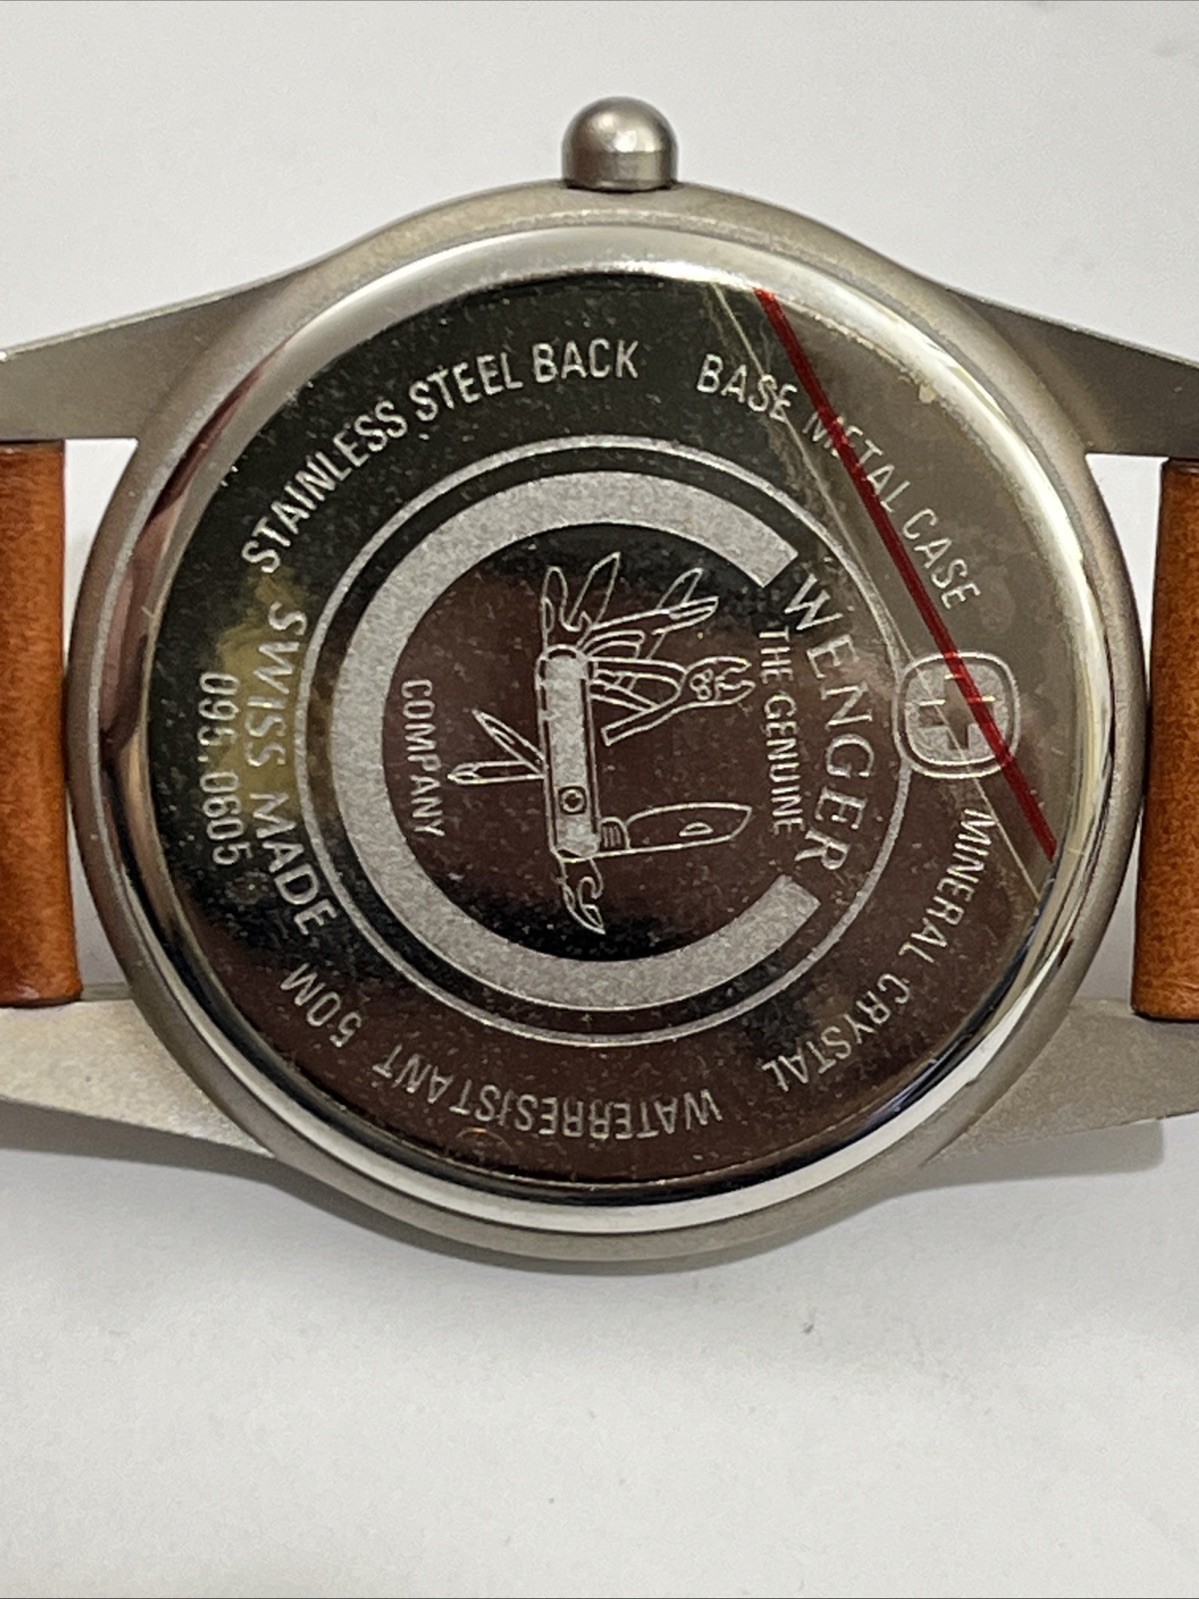 STAINLESS STEEL BACK
BASE METAL CASE
MINERAL CRYSTAL
WATERRESISTANT 50M
SWISS MADE
095.0605
WENGER
THE GENUINE
COMPANY